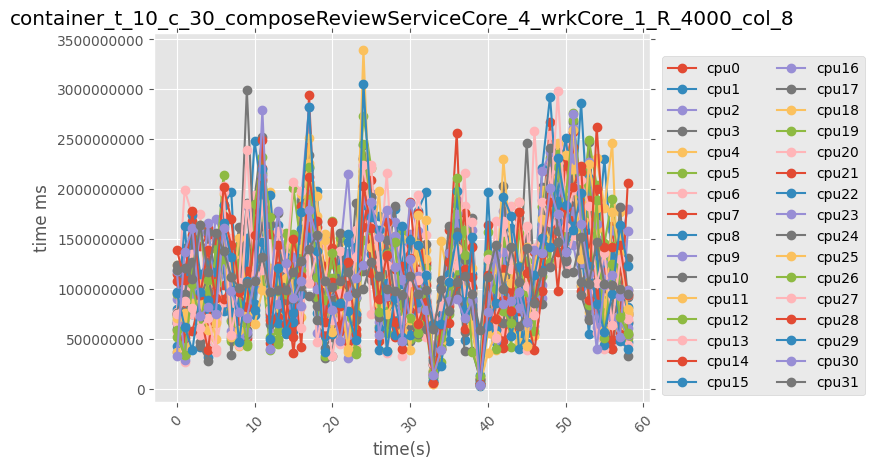 container_t_10_c_30_composeReviewServiceCore_4_wrkCore_1_R_4000_col_8
3500000000
3000000000
2500000000
2000000000
1500000000
1000000000
500000000
0
time ms
0
10
20
30
40
50
60
time(s)
cpu0
cpu1
cpu2
cpu3
cpu4
cpu5
cpu6
cpu7
cpu8
cpu9
cpu10
cpu11
cpu12
cpu13
cpu14
cpu15
cpu16
cpu17
cpu18
cpu19
cpu20
cpu21
cpu22
cpu23
cpu24
cpu25
cpu26
cpu27
cpu28
cpu29
cpu30
cpu31